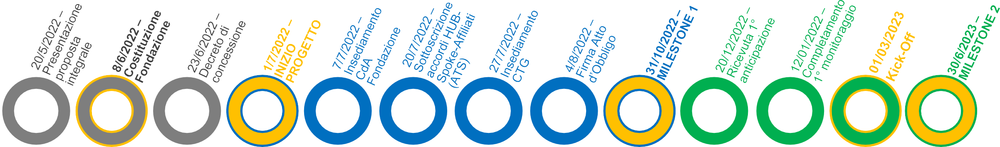 20/5/2022 –
Presentazione
proposta
integrale
8/6/2022 –
Costituzione
Fondazione
23/6/2022 –
Decreto di
concessione
1/7/2022 –
INIZIO
PROGETTO
7/7/2022 –
Insediamento
CdA
Fondazione
20/7/2022 –
Sottoscrizione
accordi HUB-
Spoke-Affiliati
(ATS)
27/7/2022 –
Insediamento
CTG
4/8/2022 –
Firma Atto
d’Obbligo
31/10/2022 –
MILESTONE 1
20/12/2022 –
Ricevuta 1°
anticipazione
12/01/2022 –
Completamento
1° monitoraggio
01/03/2023
Kick-Off
30/6/2023 –
MILESTONE 2